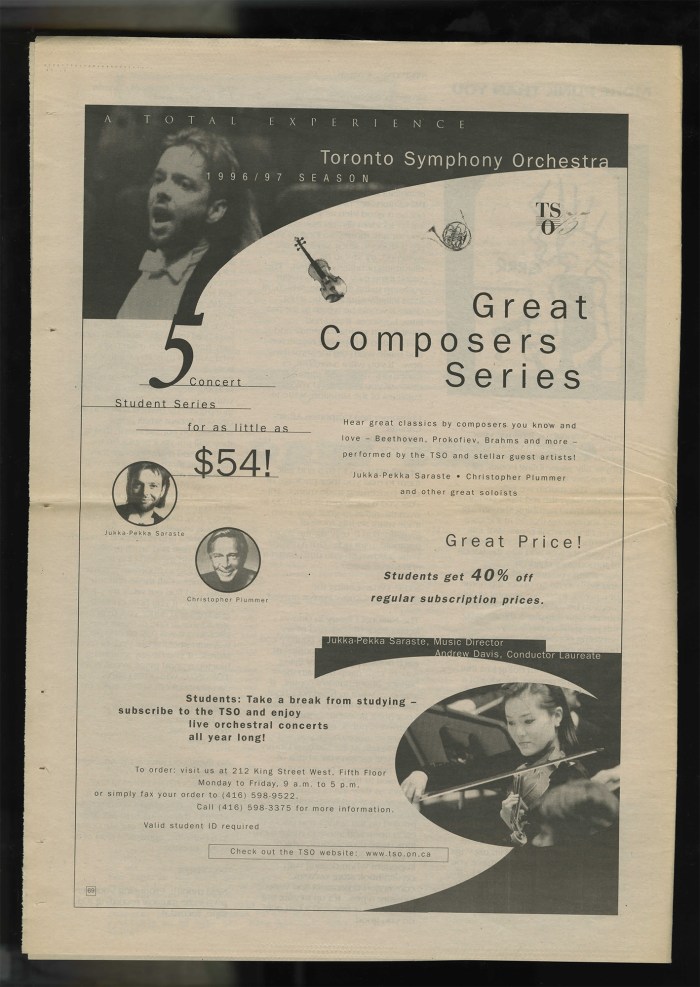 A TOTAL EXPERIENCE
Toronto Symphony Orchestra
1996/97 SEASON
TS
O
75
Great
Composers
Series
5
Concert
Student Series
for as little as
$54!
Hear great classics by composers you know and
love – Beethoven, Prokofiev, Brahms and more –
performed by the TSO and stellar guest artists!
Jukka-Pekka Saraste • Christopher Plummer
and other great soloists
Jukka-Pekka Saraste
Christopher Plummer
Great Price!
Students get 40% off
regular subscription prices.
Jukka-Pekka Saraste, Music Director
Andrew Davis, Conductor Laureate
Students: Take a break from studying –
subscribe to the TSO and enjoy
live orchestral concerts
all year long!
To order: visit us at 212 King Street West, Fifth Floor
Monday to Friday, 9 a.m. to 5 p.m.
or simply fax your order to (416) 598-9522.
Call (416) 598-3375 for more information.
Valid student ID required
Check out the TSO website: www.tso.on.ca